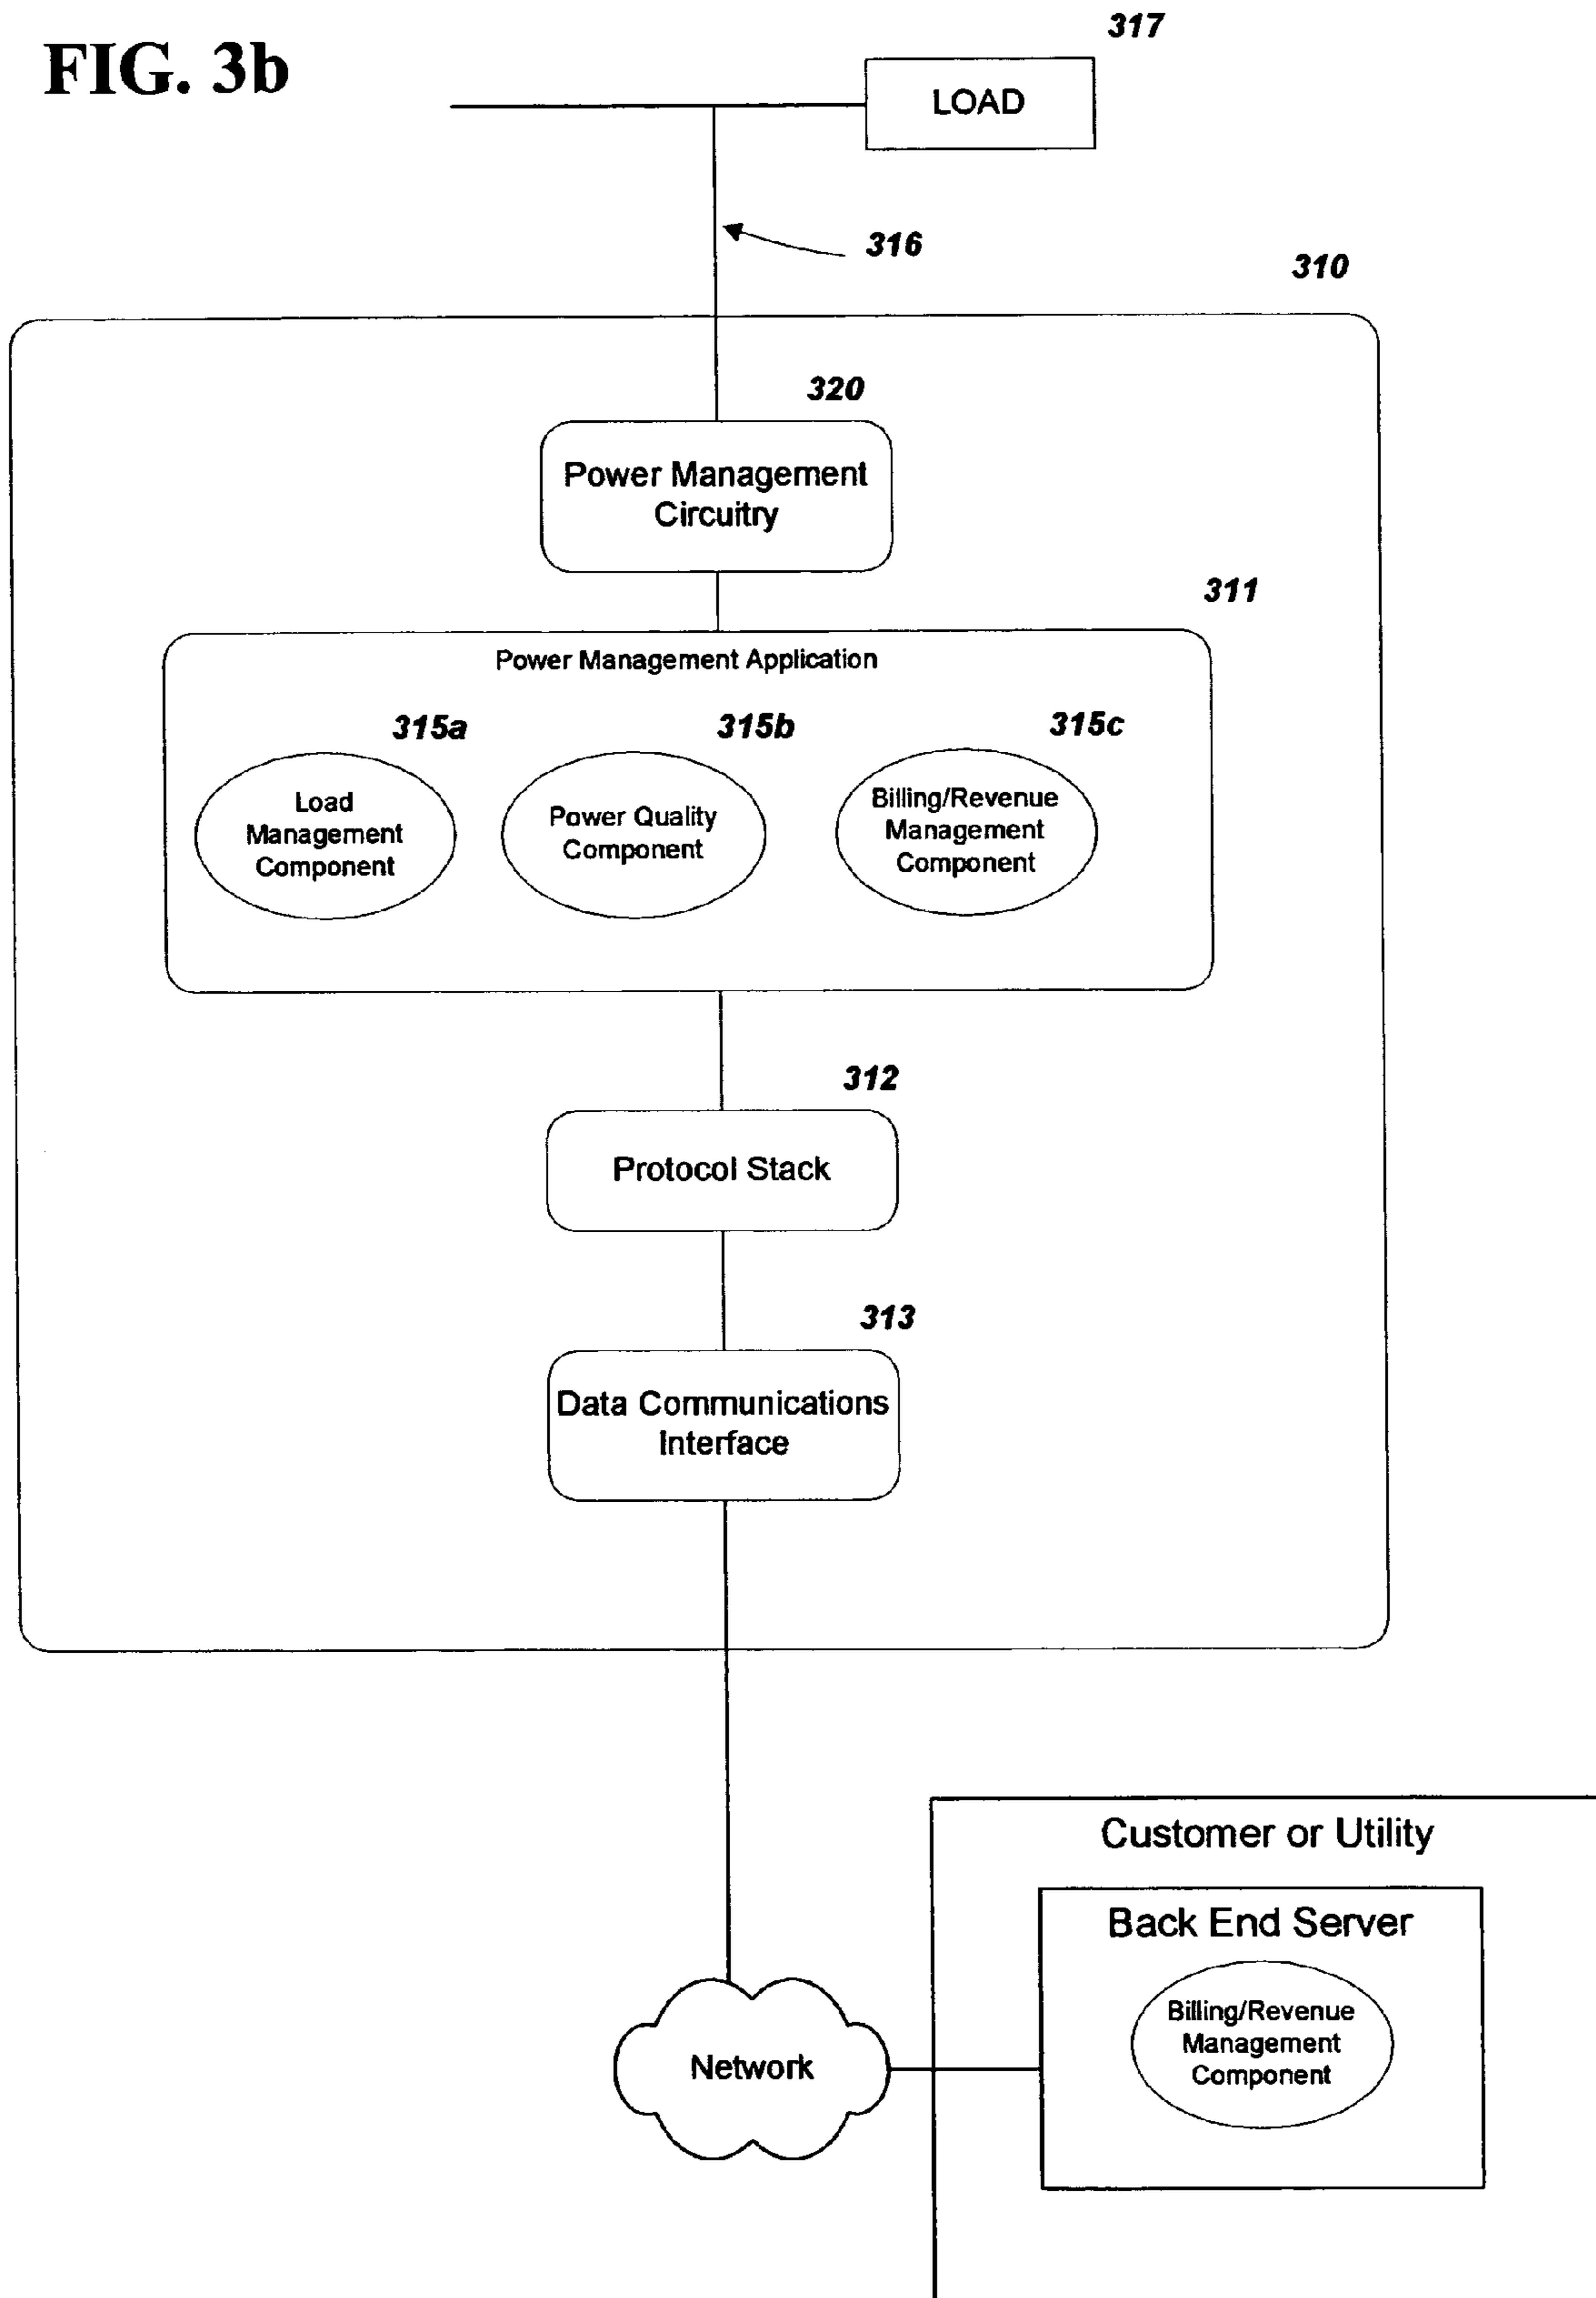 FIG. 3b
317
LOAD
316
310
320
Power Management
Circuitry
311
Power Management Application
315a
315b
315c
Load
Management
Component
Power Quality
Component
Billing/Revenue
Management
Component
312
Protocol Stack
313
Data Communications
Interface
Customer or Utility
Back End Server
Billing/Revenue
Management
Component
Network